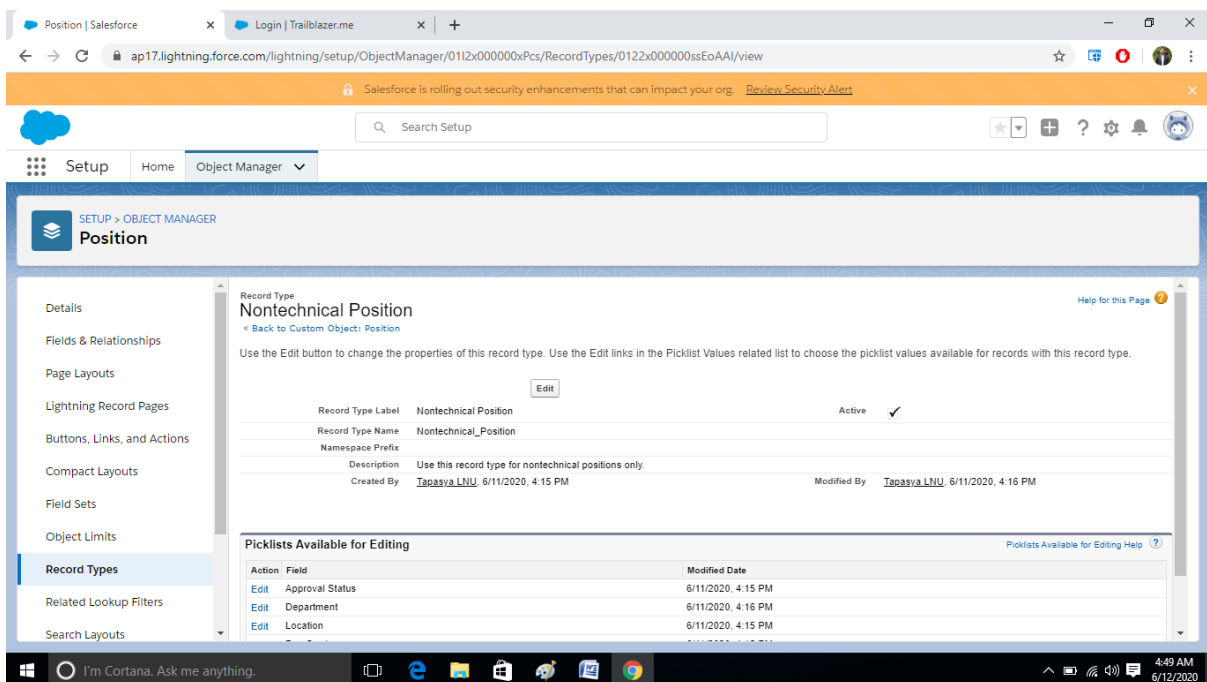 Position | Salesforce
Login | Trailblazer.me
ap17.lightning.force.com/lightning/setup/ObjectManager/01I2x000000xPcs/RecordTypes/0122x000000ssEoAAI/view
Salesforce is rolling out security enhancements that can impact your org. Review Security Alert
Search Setup
Setup Home Object Manager
SETUP > OBJECT MANAGER
Position
Details
Fields & Relationships
Page Layouts
Lightning Record Pages
Buttons, Links, and Actions
Compact Layouts
Field Sets
Object Limits
Record Types
Related Lookup Filters
Search Layouts
Record Type
Nontechnical Position
« Back to Custom Object: Position
Help for this Page
Use the Edit button to change the properties of this record type. Use the Edit links in the Picklist Values related list to choose the picklist values available for records with this record type.
Edit
Record Type Label Nontechnical Position Active ✓
Record Type Name Nontechnical_Position
Namespace Prefix
Description Use this record type for nontechnical positions only.
Created By Tapasya LNU, 6/11/2020, 4:15 PM Modified By Tapasya LNU, 6/11/2020, 4:16 PM
Picklists Available for Editing Picklists Available for Editing Help ?
Action Field Modified Date
Edit Approval Status 6/11/2020, 4:15 PM
Edit Department 6/11/2020, 4:16 PM
Edit Location 6/11/2020, 4:15 PM
I'm Cortana. Ask me anything.
4:49 AM
6/12/2020